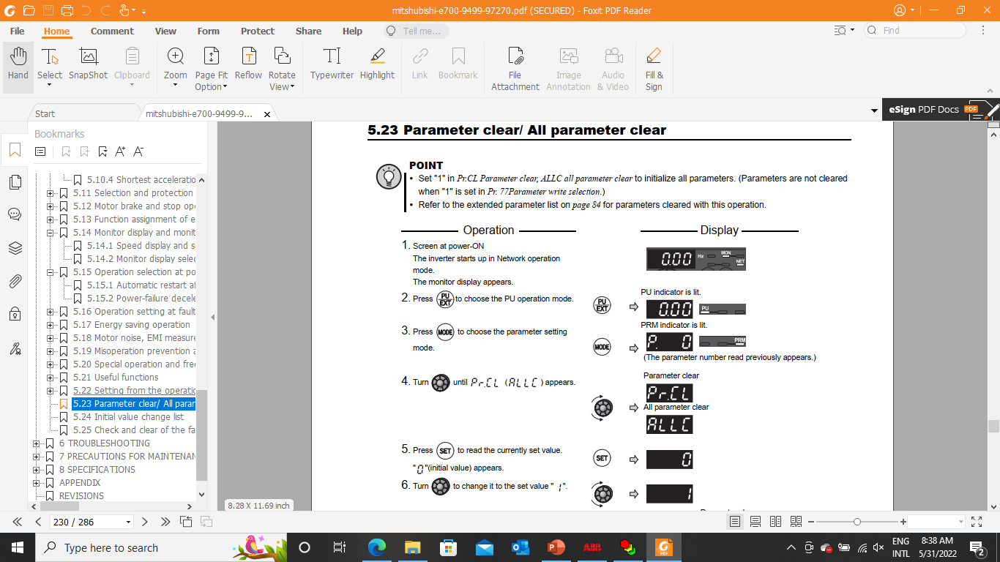 mitshubishi-e700-9499-97270.pdf (SECURED) - Foxit PDF Reader
File Home Comment View Form Protect Share Help Tell me... Find
Hand Select SnapShot Clipboard Zoom Page Fit Option Reflow Rotate View Typewriter Highlight Link Bookmark File Attachment Image Annotation Audio & Video Fill & Sign
Start mitshubishi-e700-9499-9... eSign PDF Docs PDF
Bookmarks
5.10.4 Shortest acceleratio
5.11 Selection and protection
5.12 Motor brake and stop ope
5.13 Function assignment of e
5.14 Monitor display and monit
5.14.1 Speed display and s
5.14.2 Monitor display selec
5.15 Operation selection at po
5.15.1 Automatic restart af
5.15.2 Power-failure decele
5.16 Operation setting at fault
5.17 Energy saving operation
5.18 Motor noise, EMI measure
5.19 Misoperation prevention a
5.20 Special operation and fre
5.21 Useful functions
5.22 Setting from the operatio
5.23 Parameter clear/ All parar
5.24 Initial value change list
5.25 Check and clear of the fa
6 TROUBLESHOOTING
7 PRECAUTIONS FOR MAINTENAN
8 SPECIFICATIONS
APPENDIX
REVISIONS
5.23 Parameter clear/ All parameter clear
POINT
• Set "1" in Pr.CL Parameter clear, ALLC all parameter clear to initialize all parameters. (Parameters are not cleared
when "1" is set in Pr. 77Parameter write selection.)
• Refer to the extended parameter list on page 84 for parameters cleared with this operation.
Operation Display
1. Screen at power-ON
The inverter starts up in Network operation
mode.
The monitor display appears.
0.00 Hz MON NET
2. Press PU EXT to choose the PU operation mode.
PU indicator is lit.
PU EXT 0.00 PU
3. Press MODE to choose the parameter setting
mode.
PRM indicator is lit.
MODE P. 0 PRM
(The parameter number read previously appears.)
4. Turn until Pr.CL (ALLC) appears.
Parameter clear
Pr.CL
All parameter clear
ALLC
5. Press SET to read the currently set value.
"0"(initial value) appears.
SET 0
6. Turn to change it to the set value "1".
1
8.28 X 11.69 inch
230 / 286
Type here to search
ABB
PDF
ENG
INTL
8:38 AM
5/31/2022
2